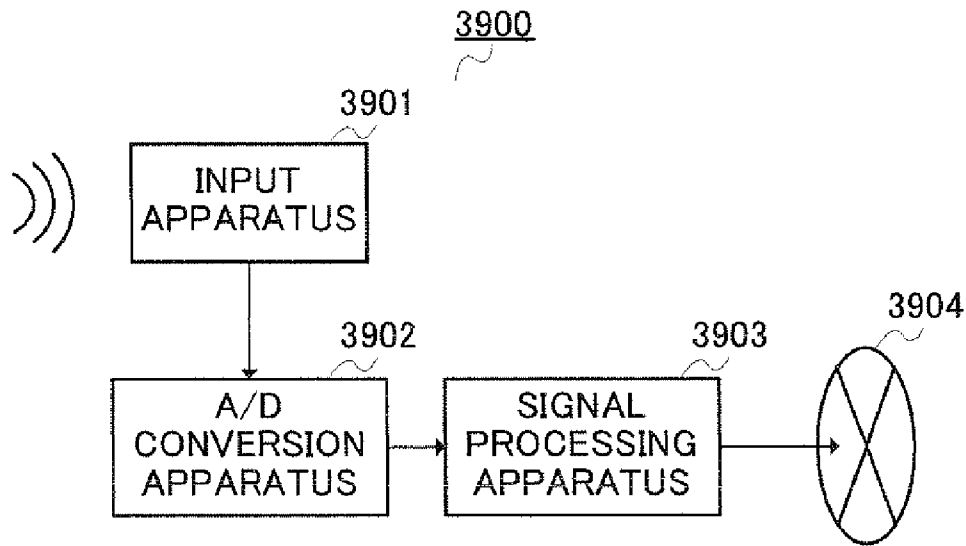 3900
3901
INPUT
APPARATUS
3902
3903
3904
A/D
CONVERSION
APPARATUS
SIGNAL
PROCESSING
APPARATUS